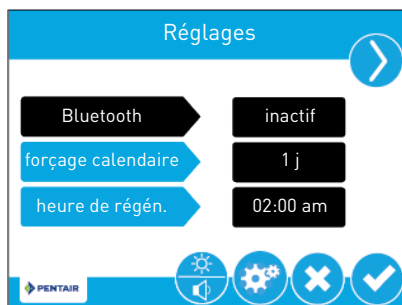 Réglages
Bluetooth inactif
forçage calendaire 1 j
heure de régén. 02:00 am
PENTAIR